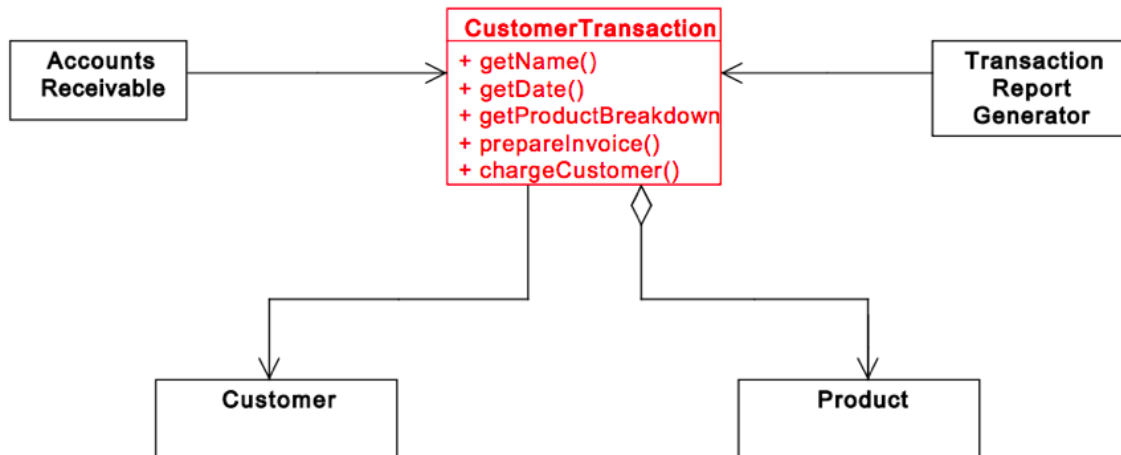 Accounts
Receivable
CustomerTransaction
+ getName()
+ getDate()
+ getProductBreakdown
+ prepareInvoice()
+ chargeCustomer()
Transaction
Report
Generator
Customer
Product